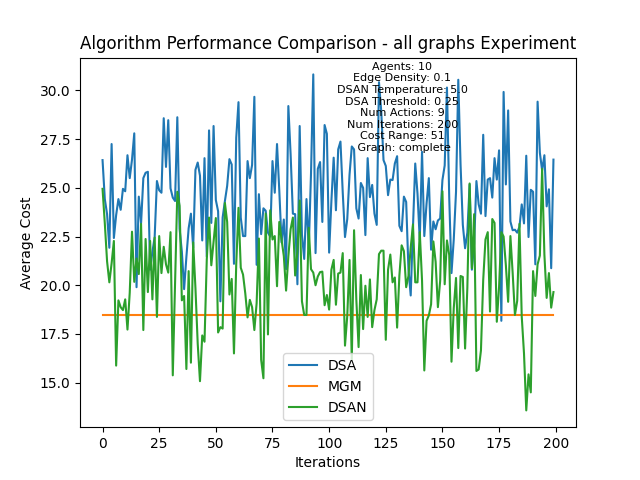 Algorithm Performance Comparison - all graphs Experiment
Agents: 10
Edge Density: 0.1
DSAN Temperature: 5.0
DSA Threshold: 0.25
Num Actions: 9
Num Iterations: 200
Cost Range: 51
Graph: complete
Average Cost
30.0
27.5
25.0
22.5
20.0
17.5
15.0
DSA
MGM
DSAN
0
25
50
75
100
125
150
175
200
Iterations